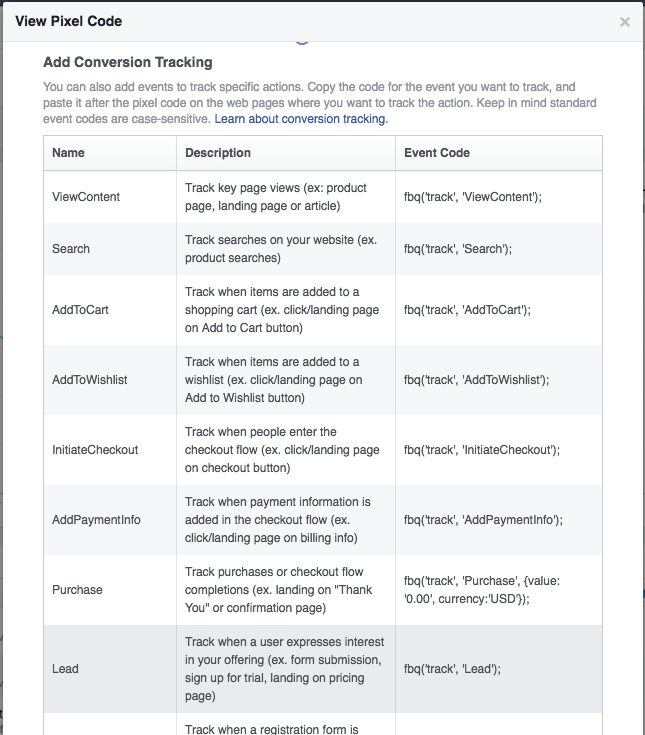 View Pixel Code
×
Add Conversion Tracking
You can also add events to track specific actions. Copy the code for the event you want to track, and
paste it after the pixel code on the web pages where you want to track the action. Keep in mind standard
event codes are case-sensitive. Learn about conversion tracking.
Name Description Event Code
ViewContent
Track key page views (ex: product
page, landing page or article)
fbq('track', 'ViewContent');
Search
Track searches on your website (ex.
product searches)
fbq('track', 'Search');
AddToCart
Track when items are added to a
shopping cart (ex. click/landing page
on Add to Cart button)
fbq('track', 'AddToCart');
AddToWishlist
Track when items are added to a
wishlist (ex. click/landing page on
Add to Wishlist button)
fbq('track', 'AddToWishlist');
InitiateCheckout
Track when people enter the
checkout flow (ex. click/landing page
on checkout button)
fbq('track', 'InitiateCheckout');
AddPaymentInfo
Track when payment information is
added in the checkout flow (ex.
click/landing page on billing info)
fbq('track', 'AddPaymentInfo');
Purchase
Track purchases or checkout flow
completions (ex. landing on "Thank
You" or confirmation page)
fbq('track', 'Purchase', {value:
'0.00', currency:'USD'});
Lead
Track when a user expresses interest
in your offering (ex. form submission,
sign up for trial, landing on pricing
page)
fbq('track', 'Lead');
Track when a registration form is